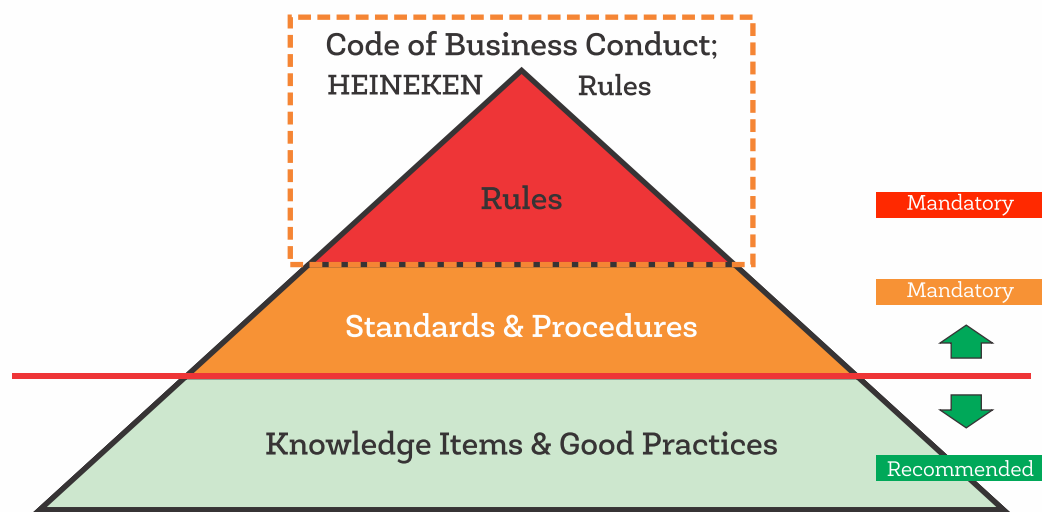 Code of Business Conduct;
HEINEKEN Rules
Rules
Mandatory
Mandatory
Standards & Procedures
Knowledge Items & Good Practices
Recommended